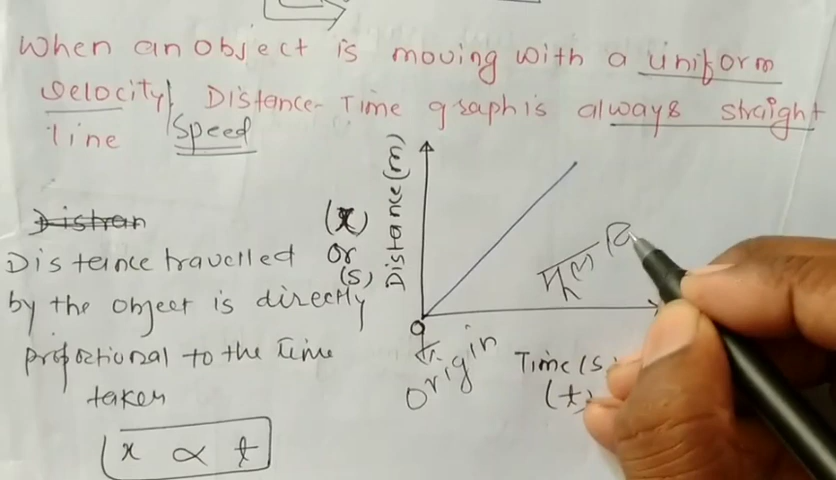 When an object is moving with a uniform
velocity/ Distance-Time graph is always straight
line Speed
Distance travelled
by the object is directly
proportional to the Time
taken
x ∝ t
(x)
or
(s)
Distance(m)
O
Origin
Time(s
(t)
मूल बि